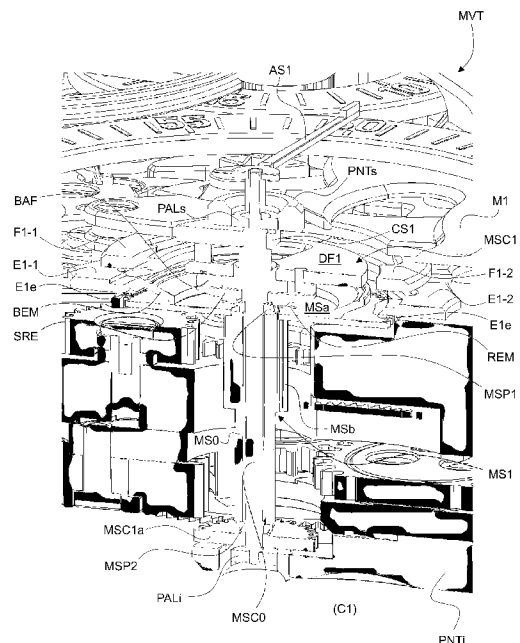 MVT
AS1
55
PNTs
BAF
PALs
M1
F1-1
CS1
MSC1
E1-1
DF1
F1-2
E1e
E1-2
BEM
MSa
E1e
SRE
REM
MSP1
MS0
MSb
MS1
MSC1a
MSP2
PALi
MSC0
(C1)
PNTi